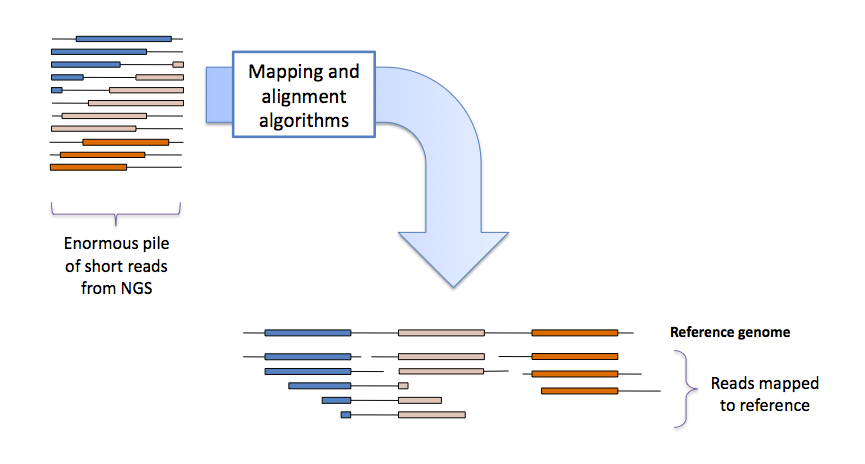 Mapping and
alignment
algorithms
Enormous pile
of short reads
from NGS
Reference genome
Reads mapped
to reference